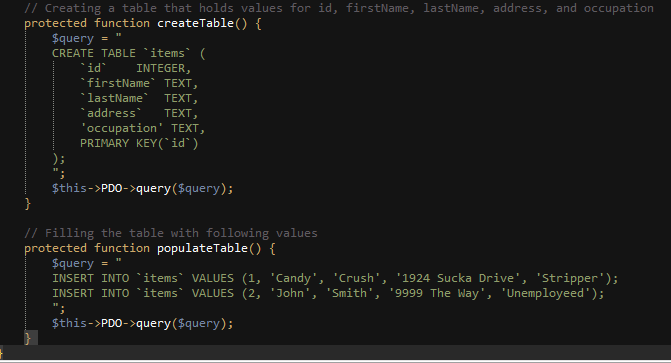 // Creating a table that holds values for id, firstName, lastName, address, and occupation
protected function createTable() {
$query = "
CREATE TABLE `items` (
`id` INTEGER,
`firstName` TEXT,
`lastName` TEXT,
`address` TEXT,
'occupation' TEXT,
PRIMARY KEY(`id`)
);
";
$this->PDO->query($query);
}
// Filling the table with following values
protected function populateTable() {
$query = "
INSERT INTO `items` VALUES (1, 'Candy', 'Crush', '1924 Sucka Drive', 'Stripper');
INSERT INTO `items` VALUES (2, 'John', 'Smith', '9999 The Way', 'Unemployeed');
";
$this->PDO->query($query);
}
}